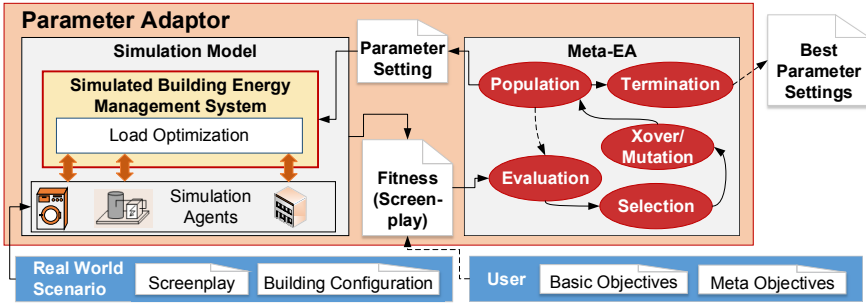 Parameter Adaptor
Simulation Model
Simulated Building Energy
Management System
Load Optimization
Simulation
Agents
Parameter
Setting
Fitness
(Screen-
play)
Meta-EA
Population
Termination
Xover/
Mutation
Evaluation
Selection
Best
Parameter
Settings
Real World
Scenario
Screenplay
Building Configuration
User
Basic Objectives
Meta Objectives